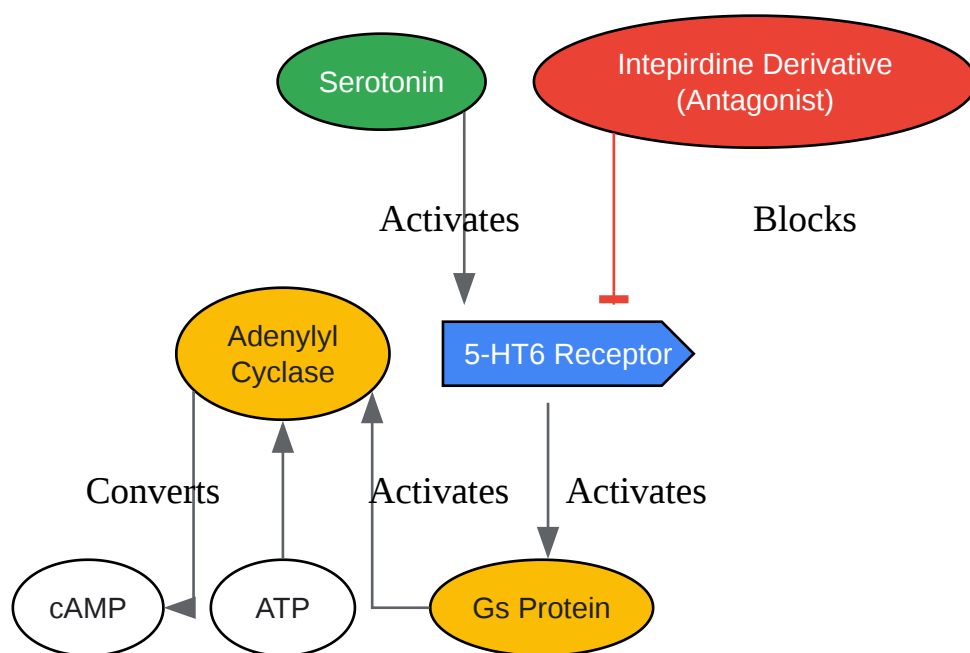 Serotonin
Intepirdine Derivative
(Antagonist)
Activates
Blocks
Adenylyl
Cyclase
5-HT6 Receptor
Converts
Activates
Activates
cAMP
ATP
Gs Protein